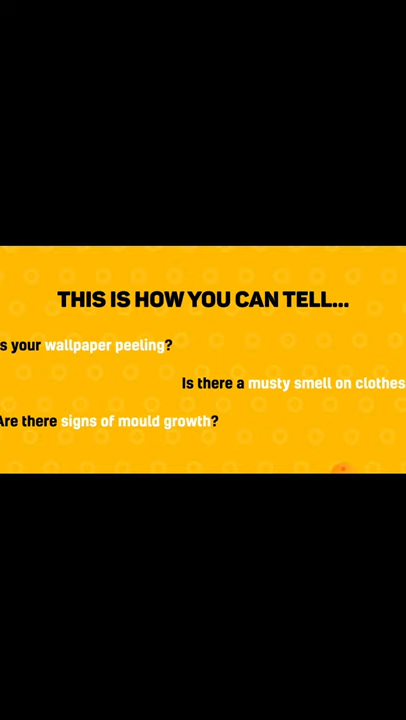 THIS IS HOW YOU CAN TELL...
s your wallpaper peeling?
Is there a musty smell on clothes
Are there signs of mould growth?